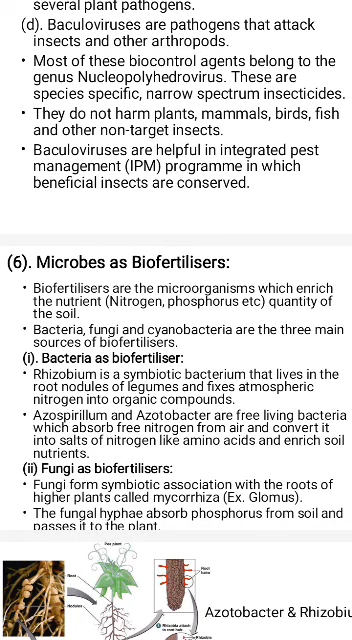 several plant pathogens.
(d). Baculoviruses are pathogens that attack
insects and other arthropods.
• Most of these biocontrol agents belong to the
genus Nucleopolyhedrovirus. These are
species specific, narrow spectrum insecticides.
• They do not harm plants, mammals, birds, fish
and other non-target insects.
• Baculoviruses are helpful in integrated pest
management (IPM) programme in which
beneficial insects are conserved.
(6). Microbes as Biofertilisers:
• Biofertilisers are the microorganisms which enrich
the nutrient (Nitrogen, phosphorus etc) quantity of
the soil.
• Bacteria, fungi and cyanobacteria are the three main
sources of biofertilisers.
(i). Bacteria as biofertiliser:
• Rhizobium is a symbiotic bacterium that lives in the
root nodules of legumes and fixes atmospheric
nitrogen into organic compounds.
• Azospirillum and Azotobacter are free living bacteria
which absorb free nitrogen from air and convert it
into salts of nitrogen like amino acids and enrich soil
nutrients.
(ii) Fungi as biofertilisers:
• Fungi form symbiotic association with the roots of
higher plants called mycorrhiza (Ex. Glomus).
• The fungal hyphae absorb phosphorus from soil and
passes it to the plant.
Pea plant
Root
hairs
Root
Nodules
Rhizobia attach
Azotobacter & Rhizobiu